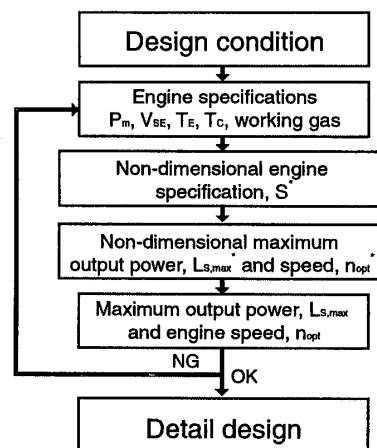 Design condition
Engine specifications
Pm, VSE, TE, TC, working gas
Non-dimensional engine
specification, S*
Non-dimensional maximum
output power, LS,max* and speed, nopt*
Maximum output power, LS,max
and engine speed, nopt
NG
OK
Detail design